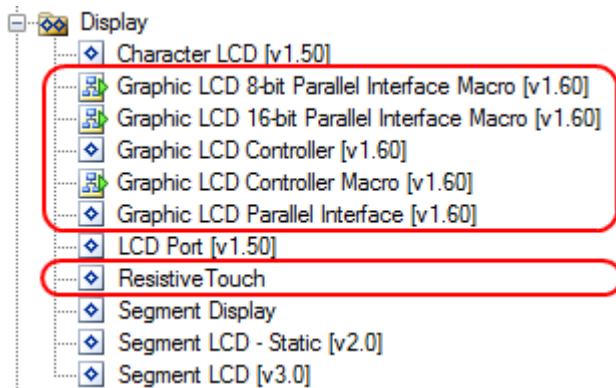 Display
Character LCD [v1.50]
Graphic LCD 8-bit Parallel Interface Macro [v1.60]
Graphic LCD 16-bit Parallel Interface Macro [v1.60]
Graphic LCD Controller [v1.60]
Graphic LCD Controller Macro [v1.60]
Graphic LCD Parallel Interface [v1.60]
LCD Port [v1.50]
ResistiveTouch
Segment Display
Segment LCD - Static [v2.0]
Segment LCD [v3.0]